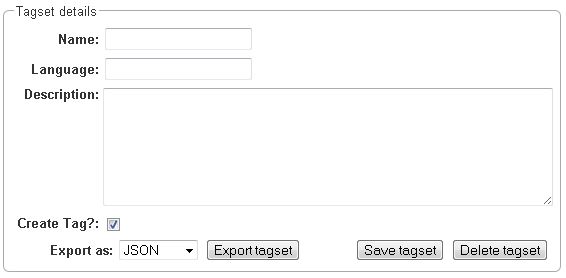 Tagset details
Name:
Language:
Description:
Create Tag?:
Export as: JSON Export tagset Save tagset Delete tagset